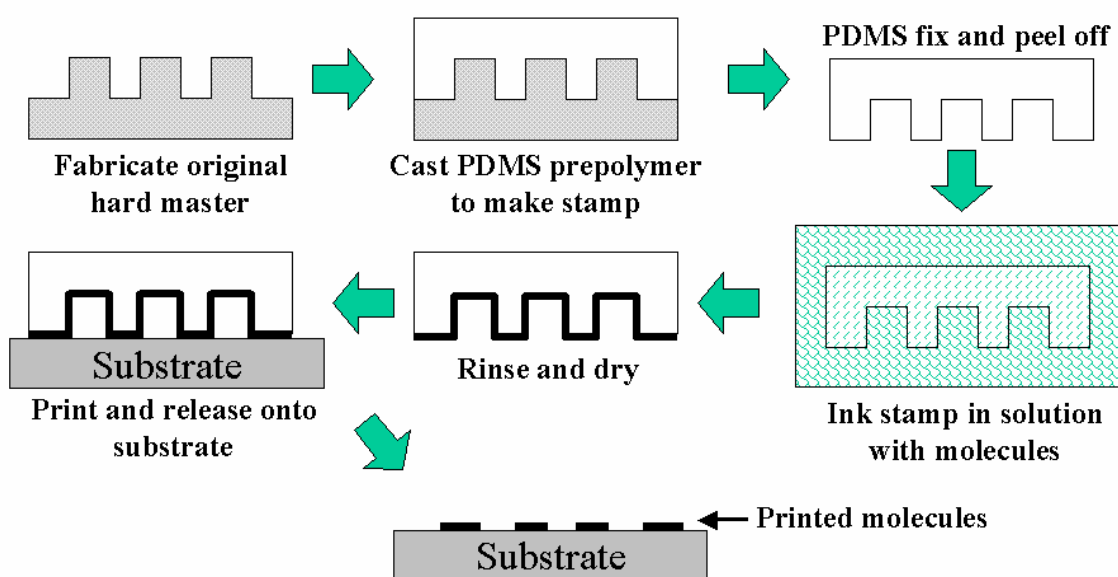 Fabricate original
hard master
Cast PDMS prepolymer
to make stamp
PDMS fix and peel off
Ink stamp in solution
with molecules
Rinse and dry
Substrate
Print and release onto
substrate
Printed molecules
Substrate